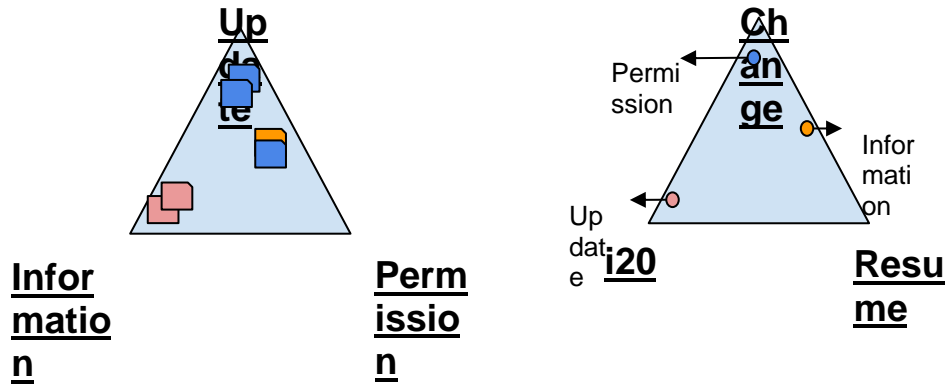 Up
da
te
Infor
matio
n
Perm
issio
n
Ch
an
ge
Permi
ssion
Infor
mati
on
Up
dat
e
i20
Resu
me